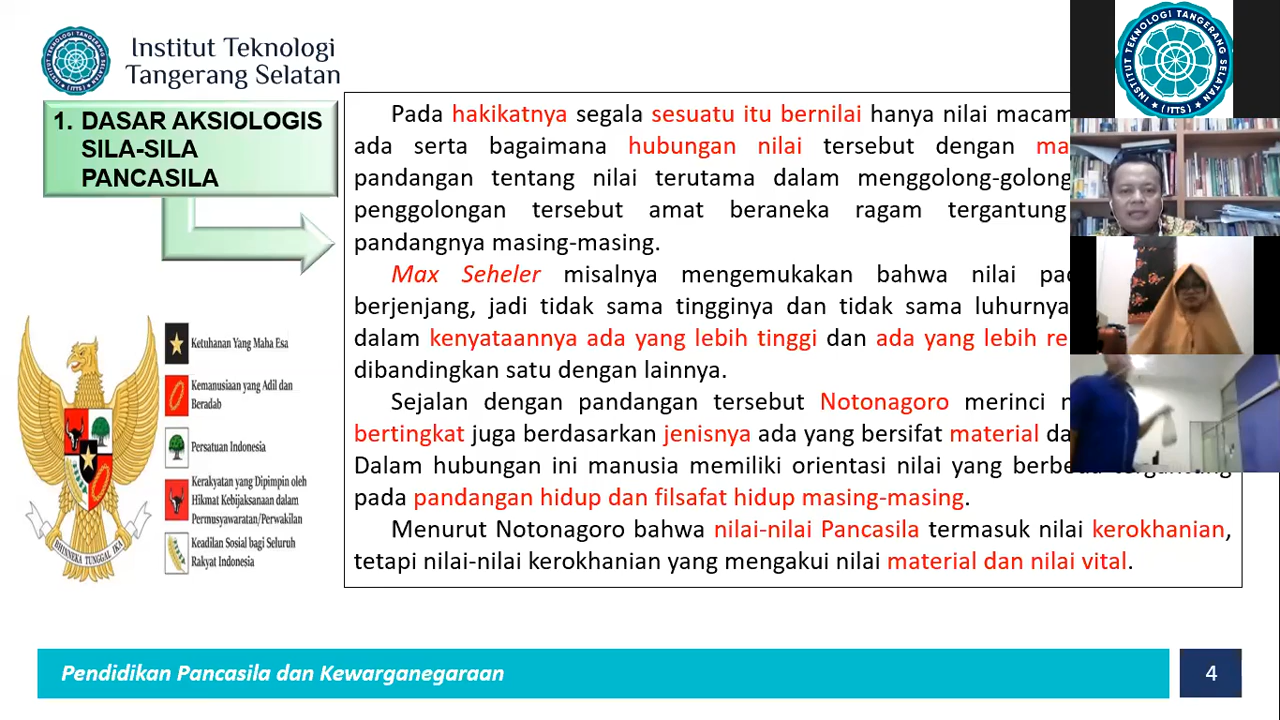 Institut Teknologi
Tangerang Selatan
INSTITUT TEKNOLOGI TANGERANG SELATAN
(ITTS)
1. DASAR AKSIOLOGIS
SILA-SILA
PANCASILA
Pada hakikatnya segala sesuatu itu bernilai hanya nilai macam
ada serta bagaimana hubungan nilai tersebut dengan
pandangan tentang nilai terutama dalam menggolong-golong
penggolongan tersebut amat beraneka ragam tergantung
pandangnya masing-masing.
Max Seheler misalnya mengemukakan bahwa nilai
berjenjang, jadi tidak sama tingginya dan tidak sama luhurnya
dalam kenyataannya ada yang lebih tinggi dan ada yang lebih
dibandingkan satu dengan lainnya.
Sejalan dengan pandangan tersebut Notonagoro merinci
bertingkat juga berdasarkan jenisnya ada yang bersifat material
Dalam hubungan ini manusia memiliki orientasi nilai yang
pada pandangan hidup dan filsafat hidup masing-masing.
Menurut Notonagoro bahwa nilai-nilai Pancasila termasuk nilai kerokhanian,
tetapi nilai-nilai kerokhanian yang mengakui nilai material dan nilai vital.
Ketuhanan Yang Maha Esa
Kemanusiaan yang Adil dan
Beradab
Persatuan Indonesia
Kerakyatan yang Dipimpin oleh
Hikmat Kebijaksanaan dalam
Permusyawaratan/Perwakilan
Keadilan Sosial bagi Seluruh
Rakyat Indonesia
BHINNEKA TUNGGAL IKA
Pendidikan Pancasila dan Kewarganegaraan
4